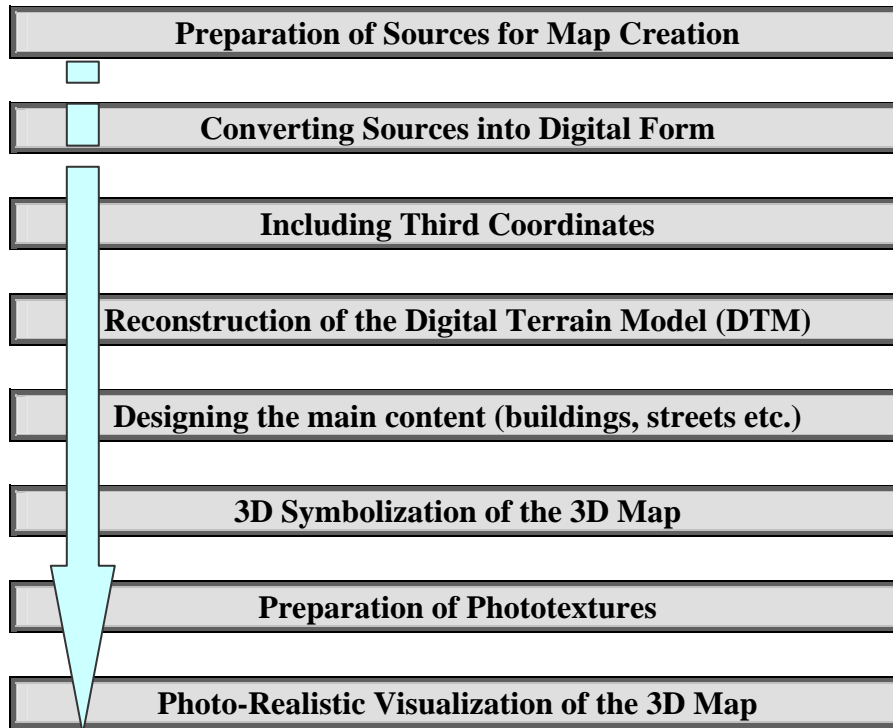 Preparation of Sources for Map Creation
Converting Sources into Digital Form
Including Third Coordinates
Reconstruction of the Digital Terrain Model (DTM)
Designing the main content (buildings, streets etc.)
3D Symbolization of the 3D Map
Preparation of Phototextures
Photo-Realistic Visualization of the 3D Map